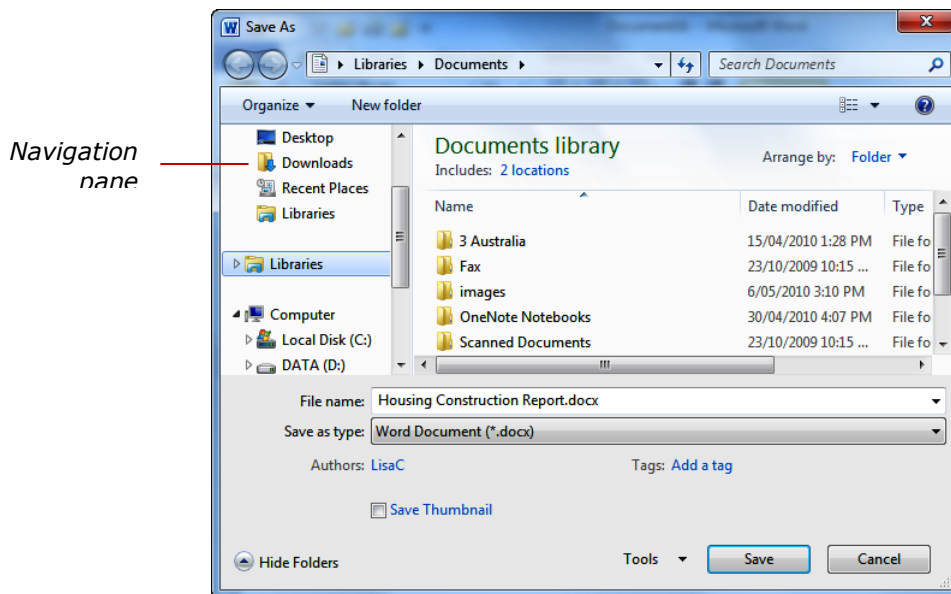 Save As
Libraries Documents Search Documents
Organize New folder
Navigation
pane
Desktop
Downloads
Recent Places
Libraries
Libraries
Computer
Local Disk (C:)
DATA (D:)
Documents library
Includes: 2 locations
Arrange by: Folder
Name Date modified Type
3 Australia 15/04/2010 1:28 PM File fo
Fax 23/10/2009 10:15 ... File fo
images 6/05/2010 3:10 PM File fo
OneNote Notebooks 30/04/2010 4:07 PM File fo
Scanned Documents 23/10/2009 10:15 ... File fo
File name: Housing Construction Report.docx
Save as type: Word Document (*.docx)
Authors: LisaC Tags: Add a tag
Save Thumbnail
Hide Folders Tools Save Cancel